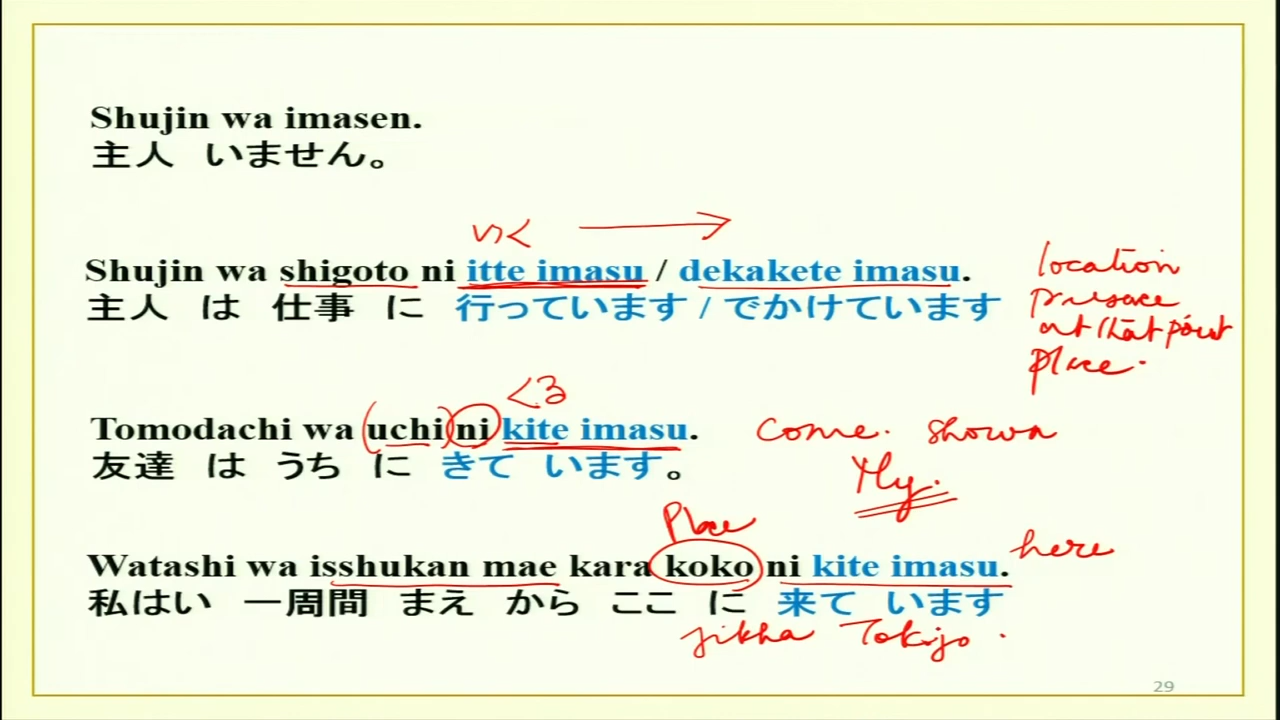 Shujin wa imasen.
主人 いません。
いく
Shujin wa shigoto ni itte imasu / dekakete imasu.
主人 は 仕事 に 行っています / でかけています
location
at that point
place.
くる
Tomodachi wa (uchi) ni kite imasu.
友達 は うち に きて います。
come. shown
My.
Place
Watashi wa isshukan mae kara koko ni kite imasu.
here
私はい 一周間 まえ から ここ に 来て います
29